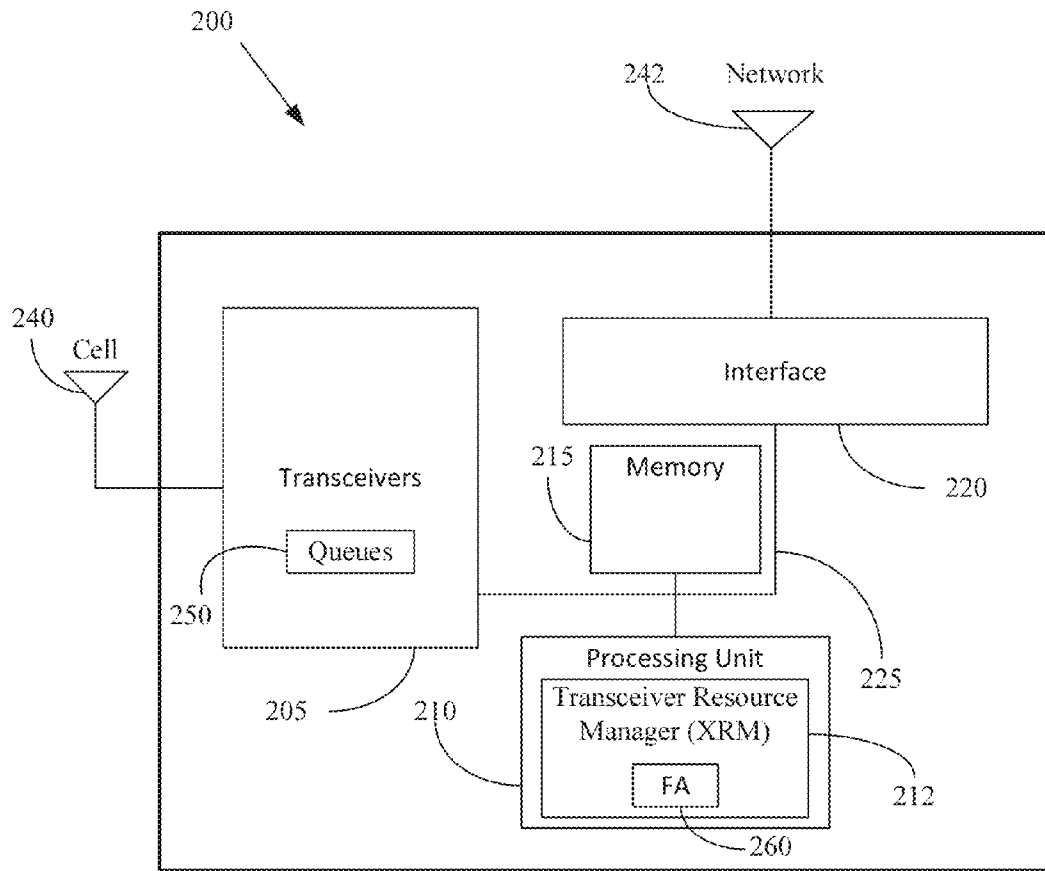 200
242
Network
240
Cell
Interface
215
Memory
220
Transceivers
Queues
250
Processing Unit
225
205
210
Transceiver Resource
Manager (XRM)
212
FA
260